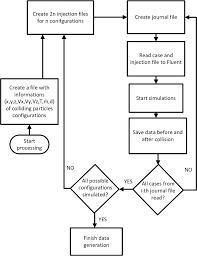 Create 2n injection files
for n configurations
Create journal file
Read case and
injection file to Fluent
Create a file with
informations
(x,y,z,Vx,Vy,Vz,T,m,d)
of colliding particles
configurations
Start simulations
Start
processing
Save data before and
after collision
NO
NO
All possible
configurations
simulated?
YES
All cases from
i-th journal file
read?
YES
Finish data
generation